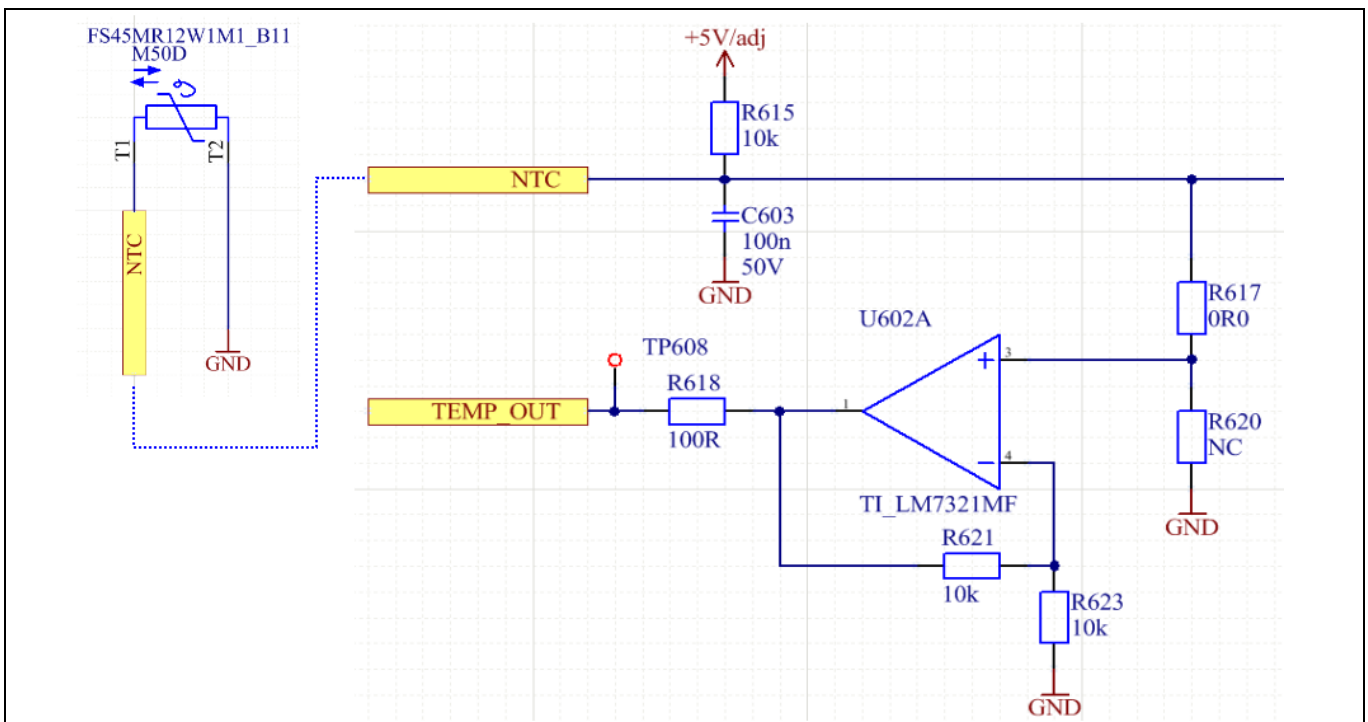 FS45MR12W1M1_B11
M50D
T1
T2
NTC
GND
+5V/adj
R615
10k
NTC
C603
100n
50V
GND
R617
0R0
U602A
TP608
3
R618
TEMP_OUT
1
100R
R620
NC
4
TI_LM7321MF
GND
R621
10k
R623
10k
GND